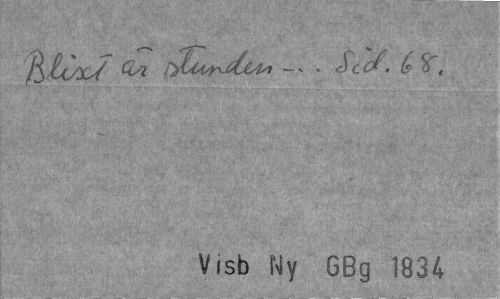 Blixt är stunden - . . Sid. 68.
Visb Ny GBg 1834